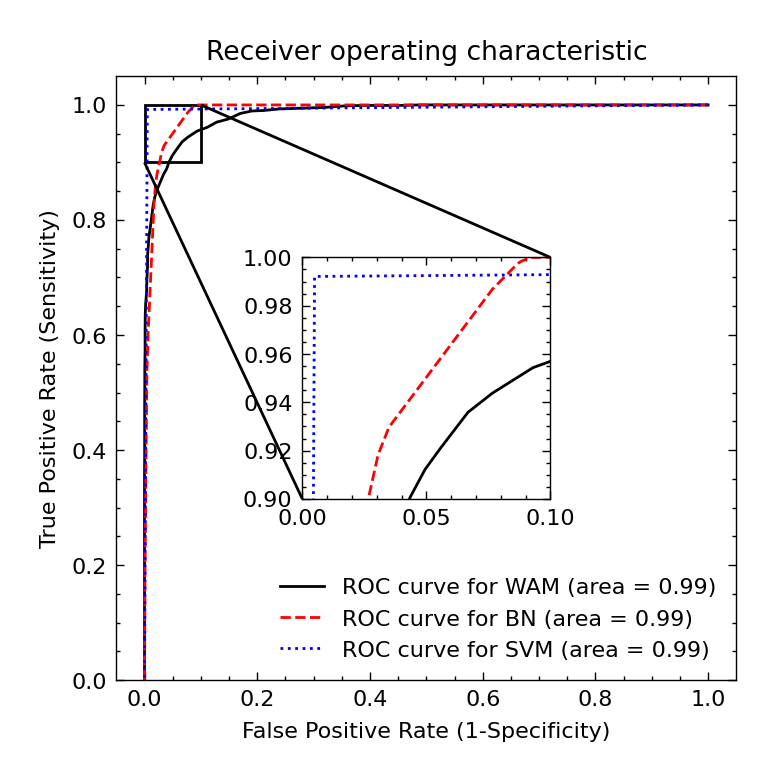 Receiver operating characteristic
True Positive Rate (Sensitivity)
1.0
0.8
0.6
0.4
0.2
0.0
1.00
0.98
0.96
0.94
0.92
0.90
0.00 0.05 0.10
ROC curve for WAM (area = 0.99)
ROC curve for BN (area = 0.99)
ROC curve for SVM (area = 0.99)
0.0 0.2 0.4 0.6 0.8 1.0
False Positive Rate (1-Specificity)